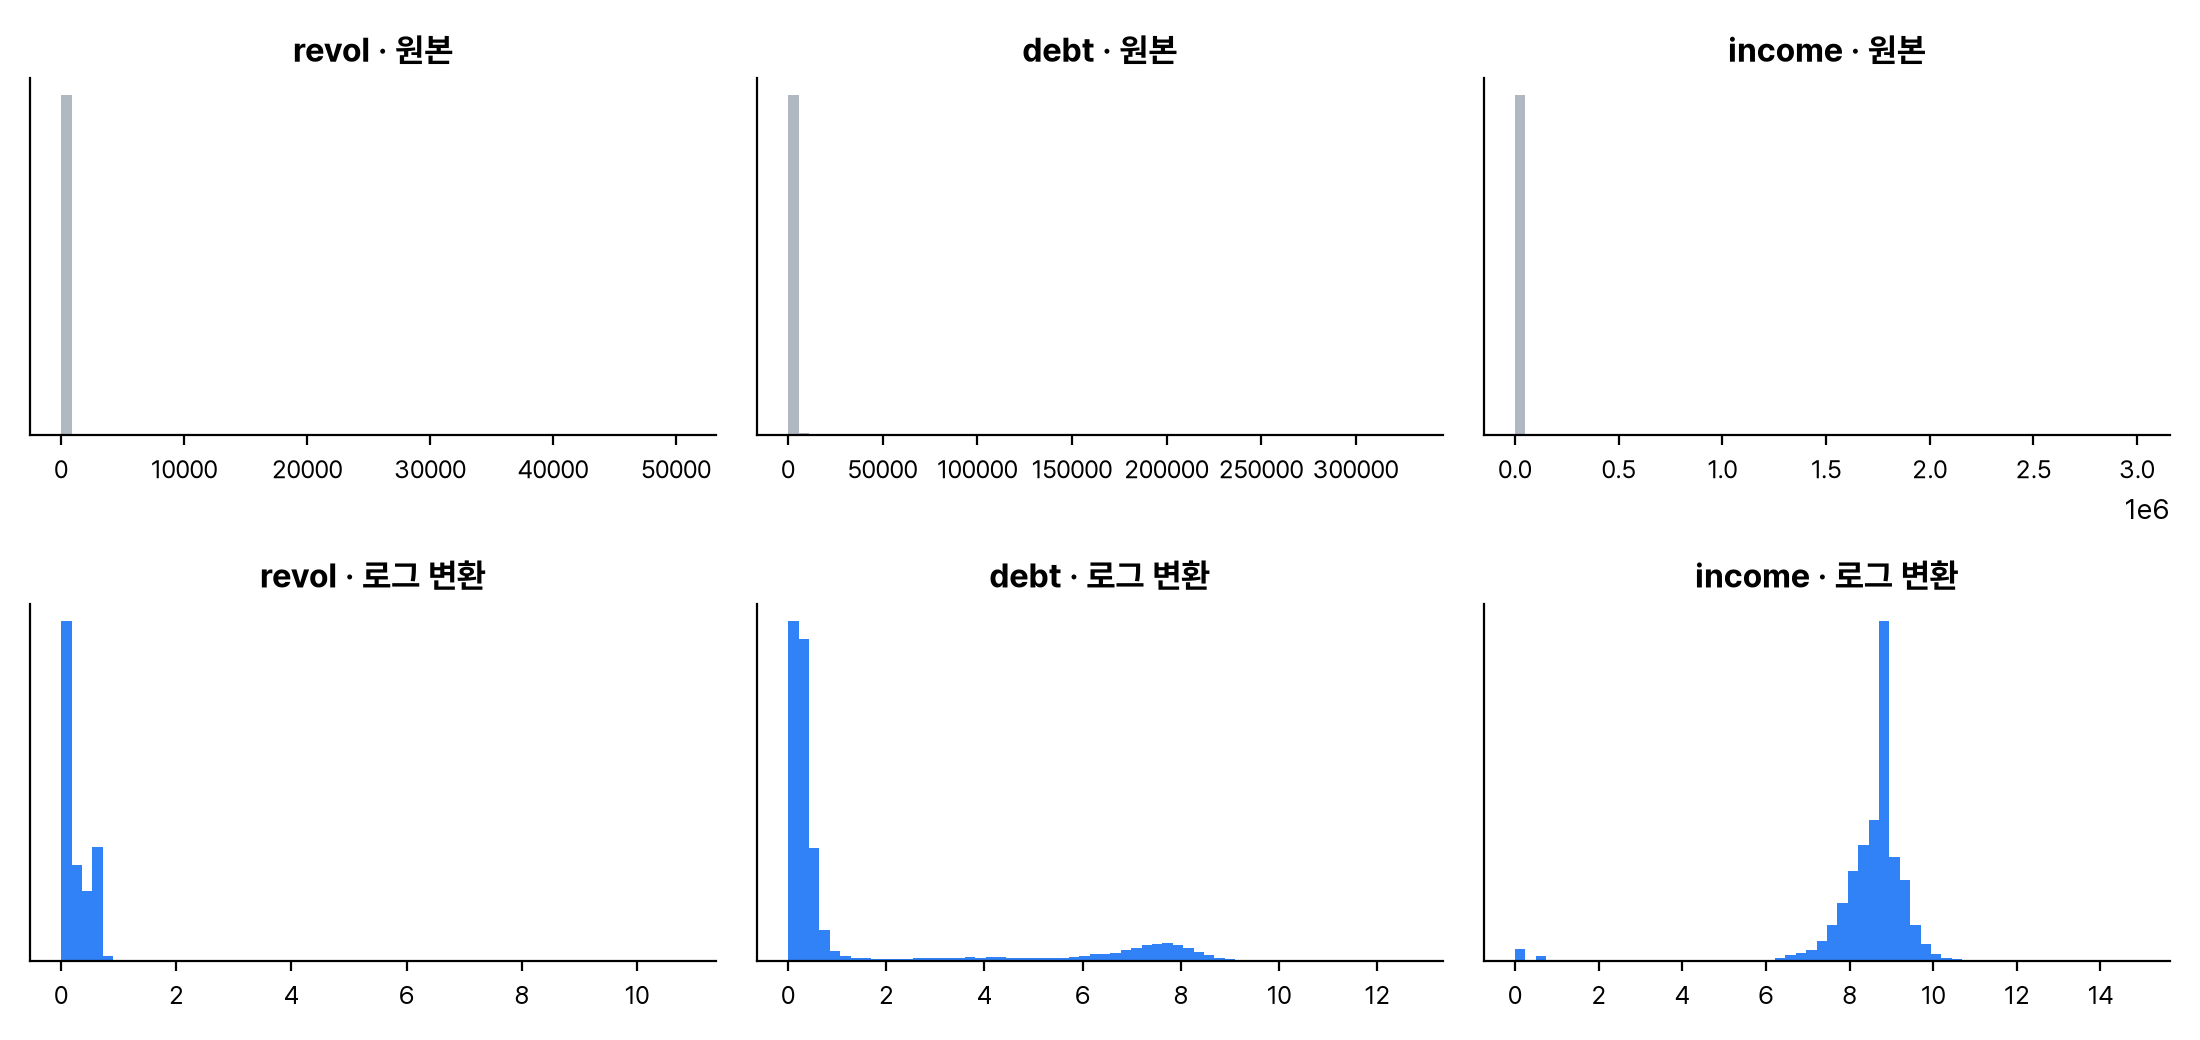 revol · 원본
debt · 원본
income · 원본
0 10000 20000 30000 40000 50000
0 50000 100000 150000 200000 250000 300000
0.0 0.5 1.0 1.5 2.0 2.5 3.0
1e6
revol · 로그 변환
debt · 로그 변환
income · 로그 변환
0 2 4 6 8 10
0 2 4 6 8 10 12
0 2 4 6 8 10 12 14